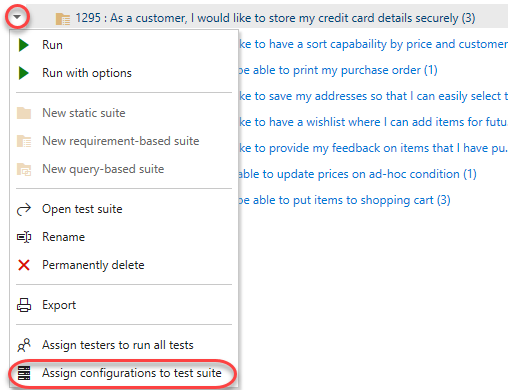 1295 : As a customer, I would like to store my credit card details securely (3)
Run
ke to have a sort capabaility by price and customer
Run with options
be able to print my purchase order (1)
ke to save my addresses so that I can easily select t
New static suite
ke to have a wishlist where I can add items for futu
New requirement-based suite
ke to provide my feedback on items that I have pu.
New query-based suite
able to update prices on ad-hoc condition (1)
be able to put items to shopping cart (3)
Open test suite
Rename
Permanently delete
Export
Assign testers to run all tests
Assign configurations to test suite